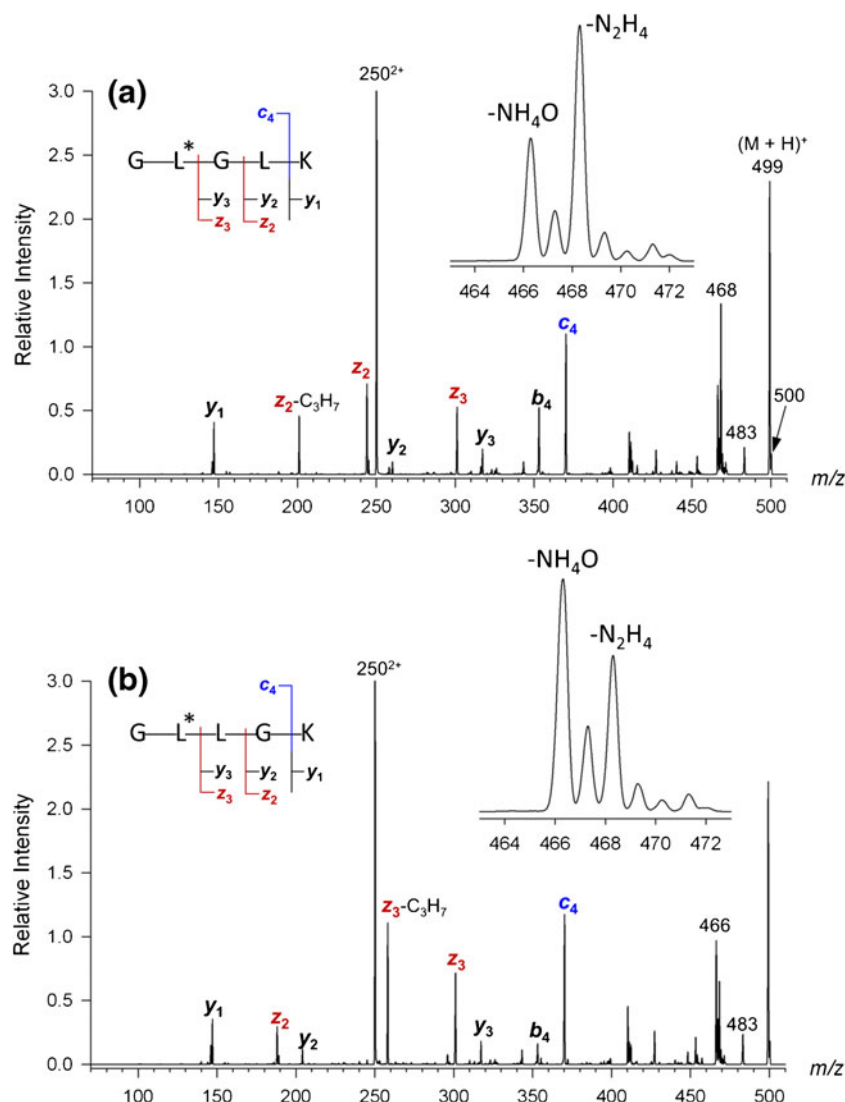 (a)
-N₂H₄
-NH₄O
250²⁺
(M + H)⁺
499
c₄
G L* G L K
y₃ y₂ y₁
z₃ z₂
464 466 468 470 472
468
c₄
z₂
z₂-C₃H₇
z₃
b₄
500
y₁
y₂
y₃
483
3.0
2.5
2.0
1.5
1.0
0.5
0.0
Relative Intensity
100 150 200 250 300 350 400 450 500
m/z
(b)
-NH₄O
-N₂H₄
250²⁺
c₄
G L* L G K
y₃ y₂ y₁
z₃ z₂
464 466 468 470 472
z₃-C₃H₇
c₄
466
z₃
y₁
z₂
y₂
y₃
b₄
483
3.0
2.5
2.0
1.5
1.0
0.5
0.0
Relative Intensity
100 150 200 250 300 350 400 450 500
m/z